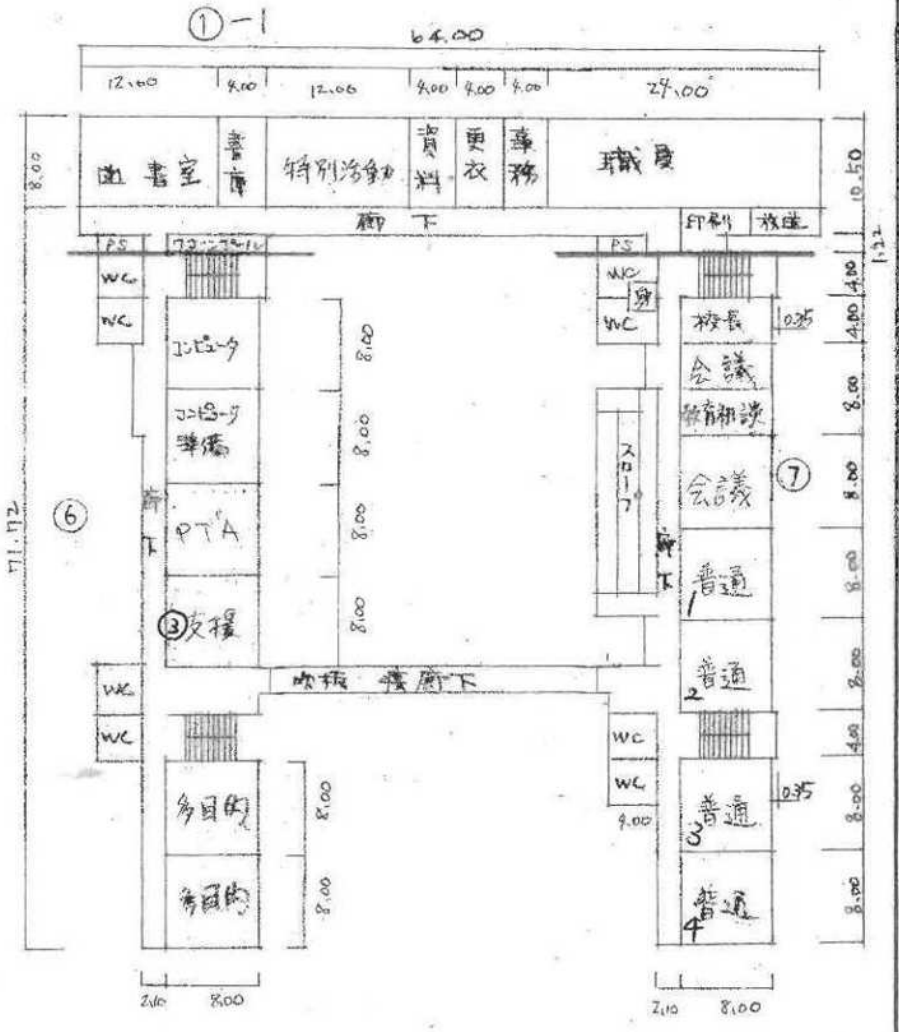 ①-1
64.00
12.00 4.00 12.00 4.00 4.00 4.00 24.00
8.00
図書室
書庫
特別活動
資料
更衣
事務
職員
10.50
廊下
印刷
放送
1.22
PS
PS
WC
WC
WC
WC
4.00
校長
4.00
0.35
コンピュータ
8.00
会議
教育相談
8.00
コンピュータ
準備
8.00
スロープ
会議
⑦
8.00
⑥
71.72
廊下
PTA
8.00
廊下
普通
1
8.00
③支援
8.00
普通
2
8.00
吹抜 渡廊下
WC
WC
WC
WC
4.00
4.00
多目的
8.00
普通
3
0.35
8.00
多目的
8.00
普通
4
8.00
2.10 8.00
2.10 8.00